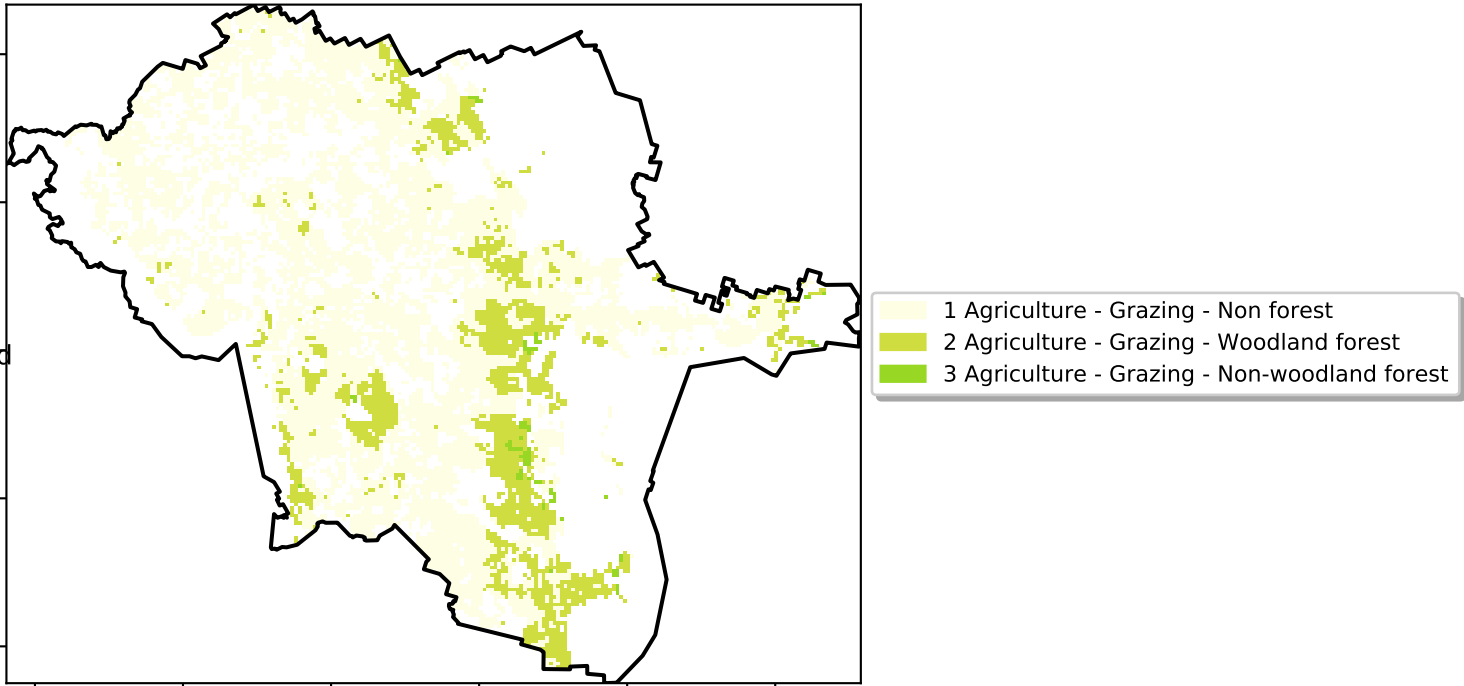 1 Agriculture - Grazing - Non forest
2 Agriculture - Grazing - Woodland forest
3 Agriculture - Grazing - Non-woodland forest